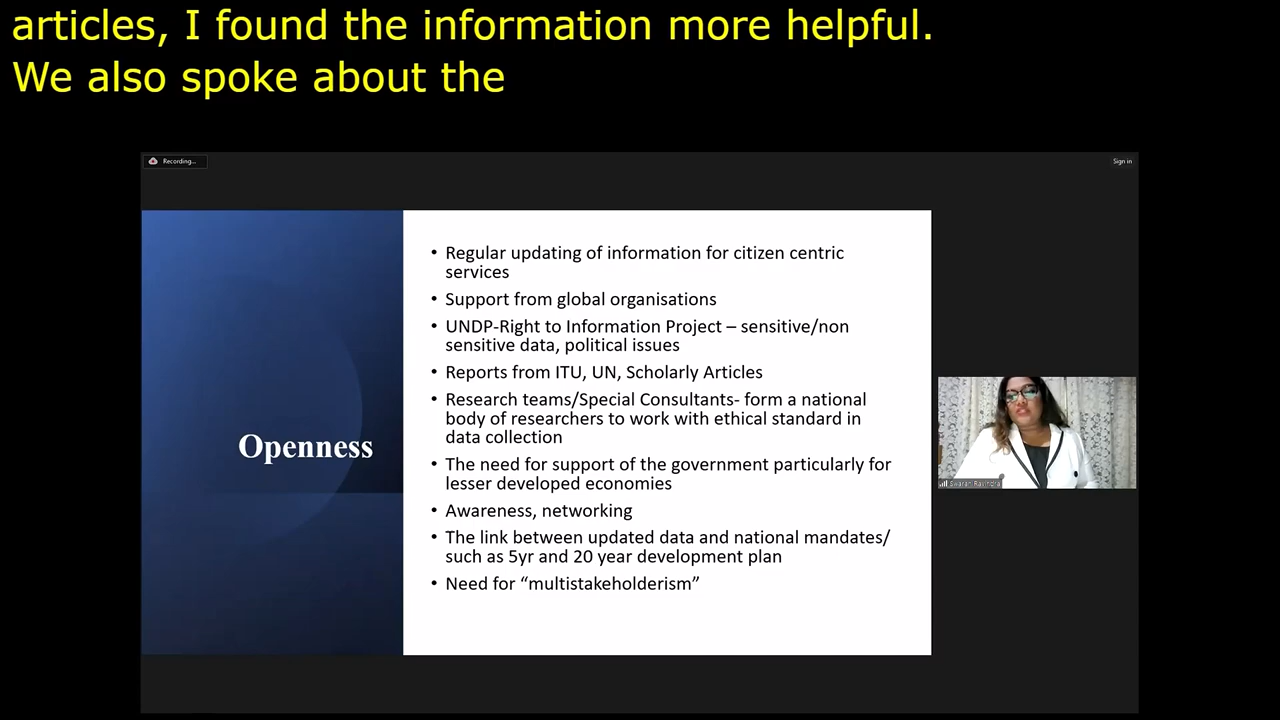 articles, I found the information more helpful.
We also spoke about the
Recording...
Sign in
• Regular updating of information for citizen centric
services
• Support from global organisations
• UNDP-Right to Information Project – sensitive/non
sensitive data, political issues
• Reports from ITU, UN, Scholarly Articles
• Research teams/Special Consultants- form a national
body of researchers to work with ethical standard in
data collection
Openness
• The need for support of the government particularly for
lesser developed economies
• Awareness, networking
• The link between updated data and national mandates/
such as 5yr and 20 year development plan
• Need for “multistakeholderism”
Swaran Ravindra